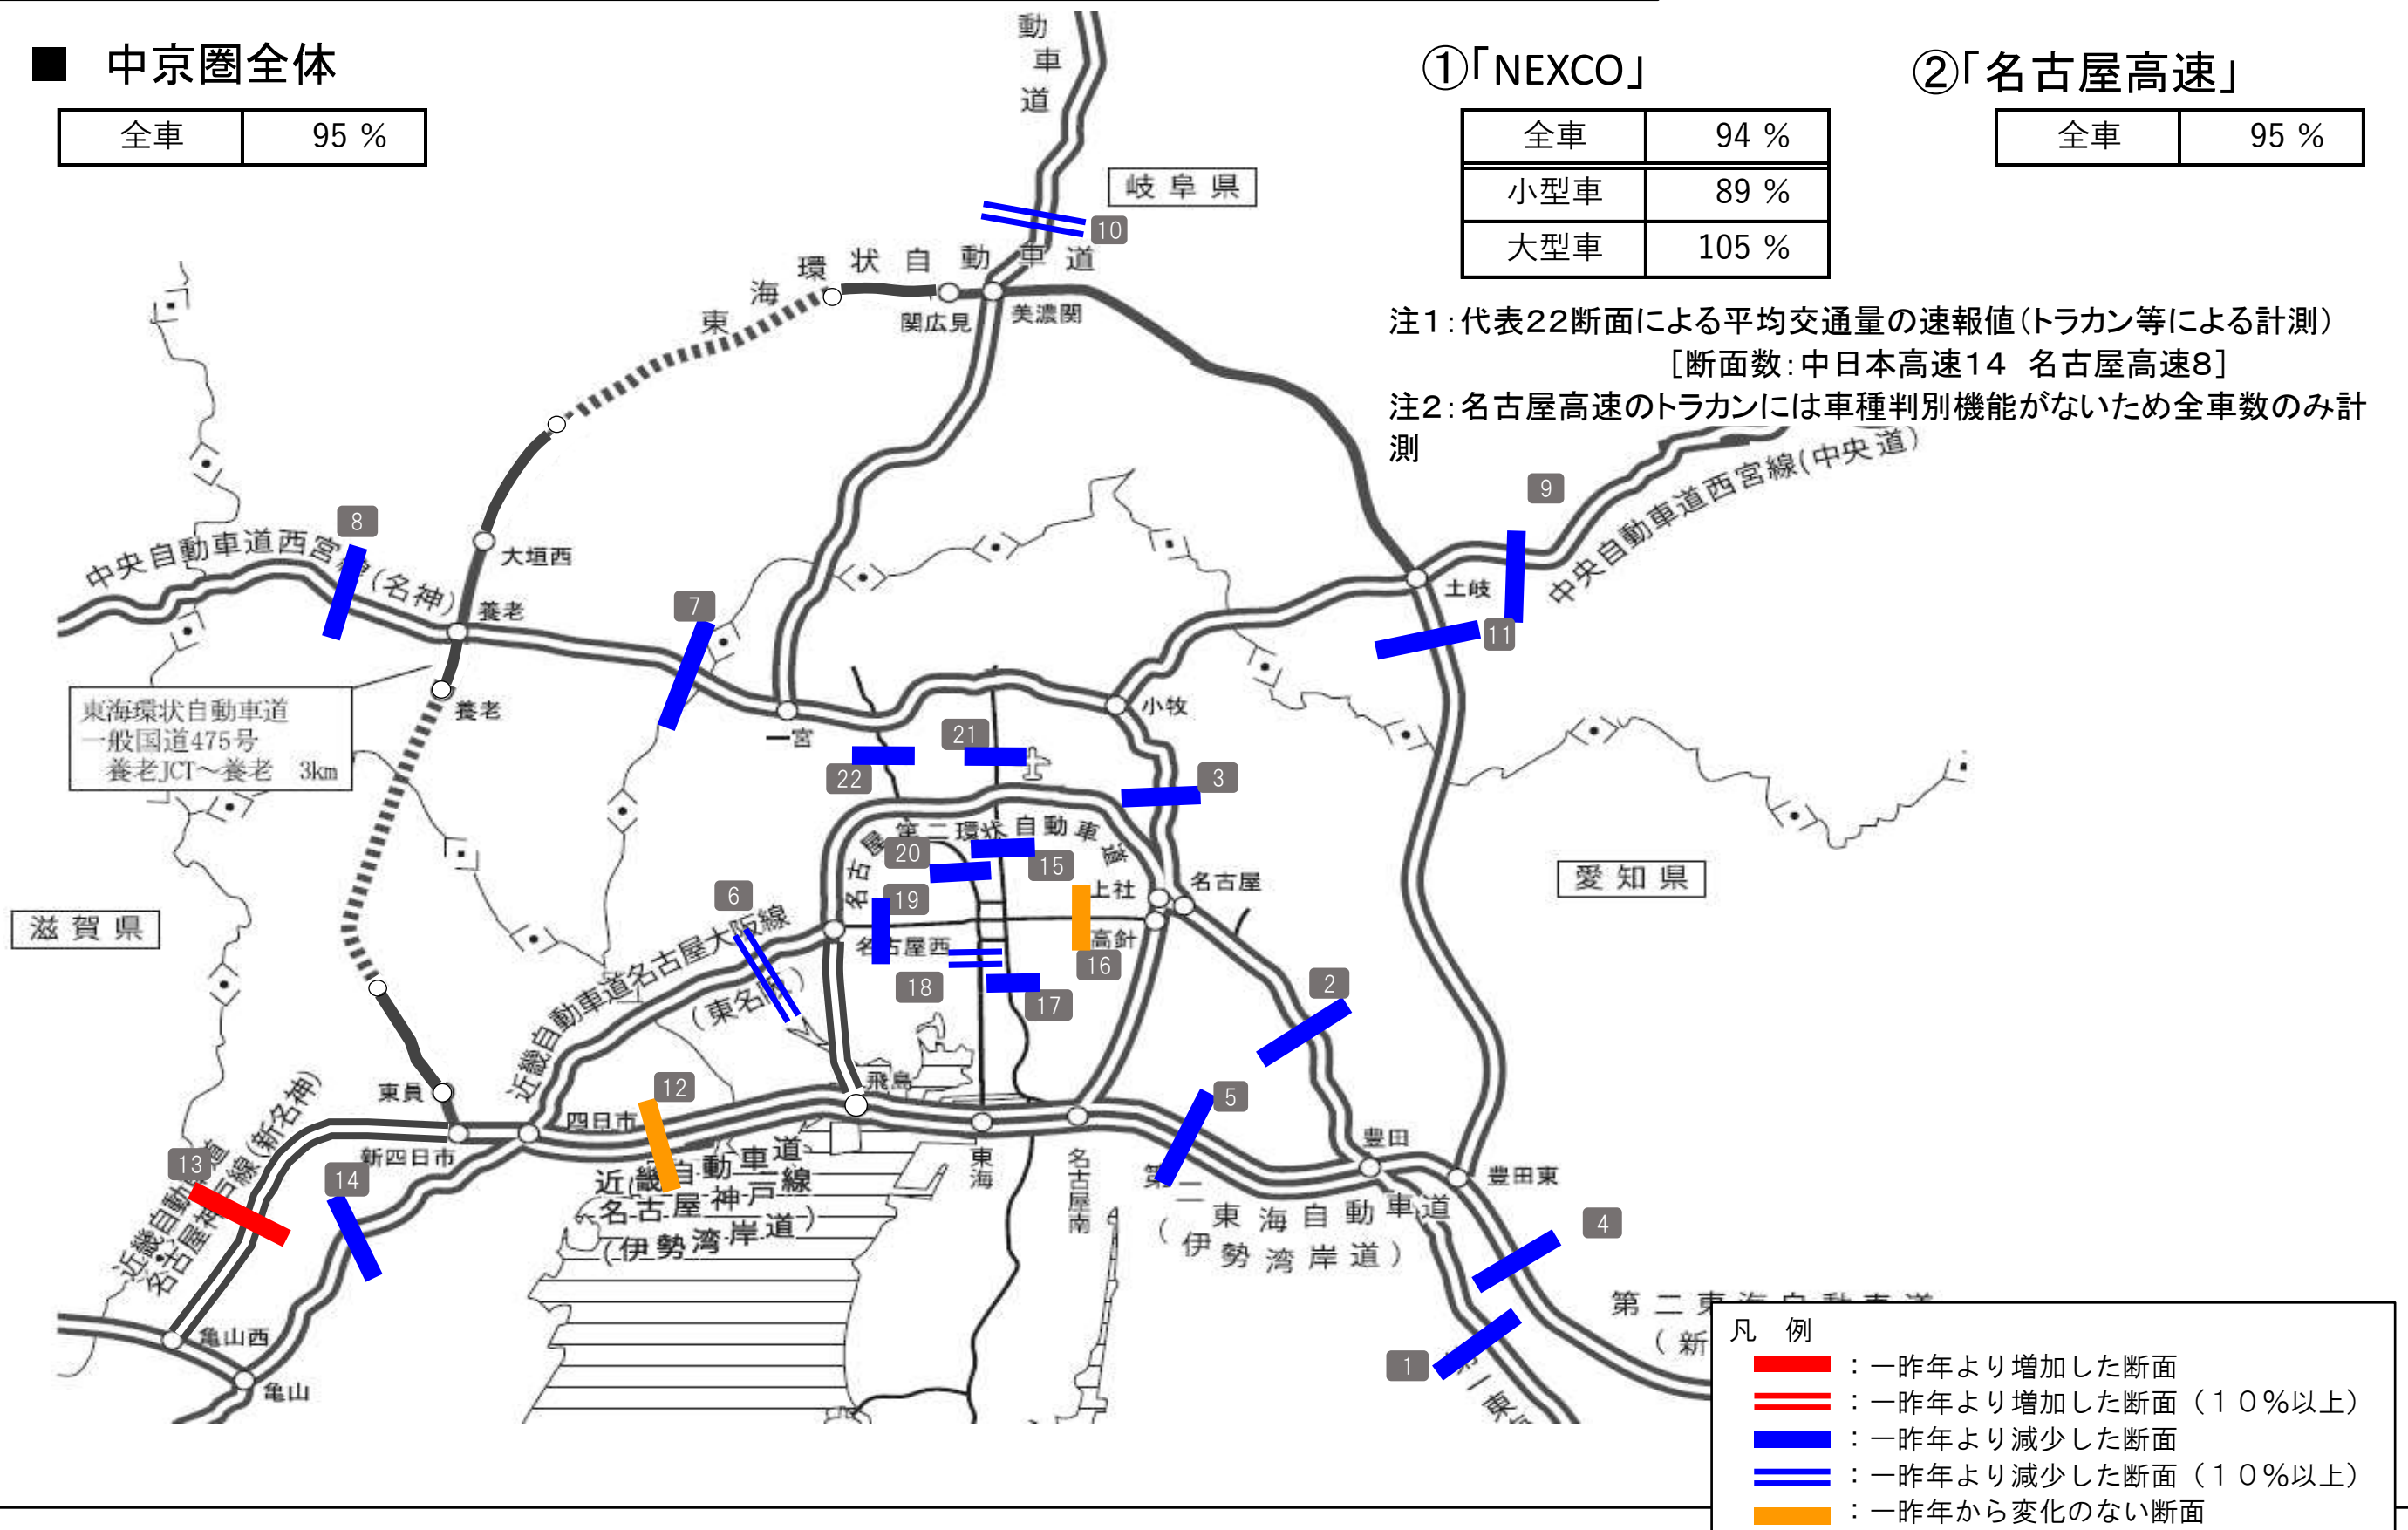 ■ 中京圏全体
全車 95 %
①「NEXCO」
全車 94 %
小型車 89 %
大型車 105 %
②「名古屋高速」
全車 95 %
注1：代表22断面による平均交通量の速報値（トラカン等による計測）
［断面数：中日本高速14 名古屋高速8］
注2：名古屋高速のトラカンには車種判別機能がないため全車数のみ計
測
動車道
岐阜県
10
東海環状自動車道
関広見
美濃関
9
中央自動車道西宮線(中央道)
8
中央自動車道西宮線(名神)
大垣西
養老
7
土岐
11
東海環状自動車道
一般国道475号
養老JCT～養老 3km
養老
一宮
小牧
21
22
3
名古屋第二環状自動車道
20
15
上社
名古屋
愛知県
19
6
滋賀県
名古屋西
高針
16
近畿自動車道名古屋大阪線
(東名阪)
18
17
2
飛島
東員
12
5
四日市
新四日市
豊田
豊田東
東海
名古屋南
13
14
近畿自動車道
名古屋神戸線(新名神)
近畿自動車道
名古屋神戸線
(伊勢湾岸道)
第二東海自動車道
(伊勢湾岸道)
4
亀山西
亀山
1
第二東海自動車道
(新
第一東
凡 例
：一昨年より増加した断面
：一昨年より増加した断面（１０％以上）
：一昨年より減少した断面
：一昨年より減少した断面（１０％以上）
：一昨年から変化のない断面